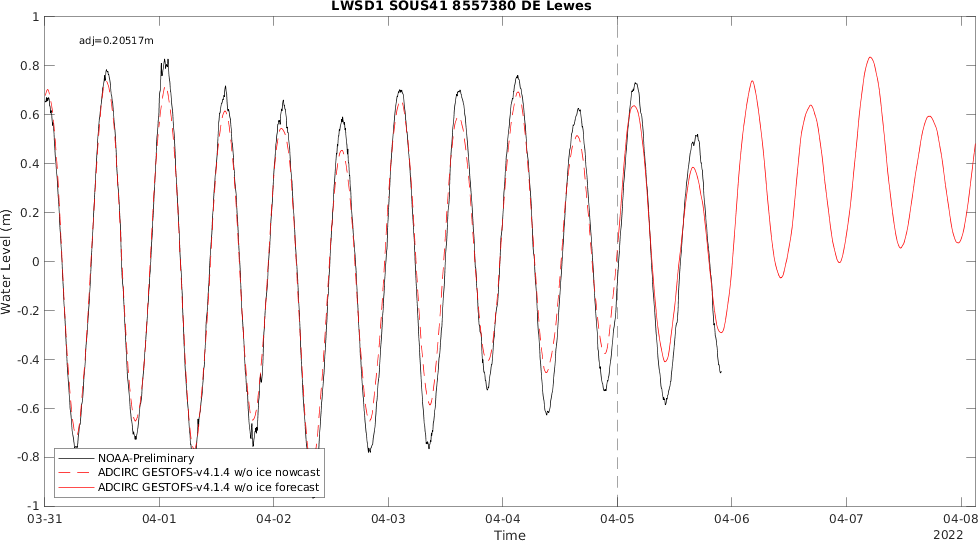 LWSD1 SOUS41 8557380 DE Lewes
adj=0.20517m
Water Level (m)
1
0.8
0.6
0.4
0.2
0
-0.2
-0.4
-0.6
-0.8
-1
NOAA-Preliminary
ADCIRC GESTOFS-v4.1.4 w/o ice nowcast
ADCIRC GESTOFS-v4.1.4 w/o ice forecast
03-31 04-01 04-02 04-03 04-04 04-05 04-06 04-07 04-08
Time
2022